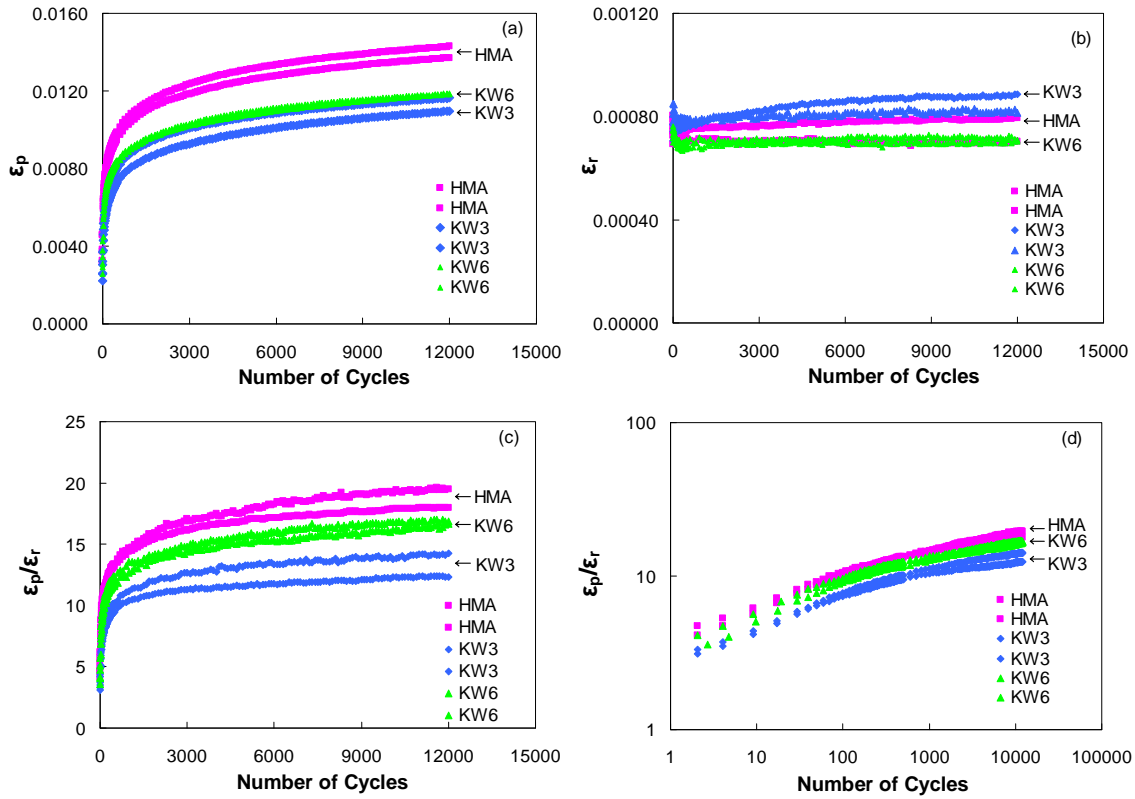 (a)
0.0160
0.0120
0.0080
0.0040
0.0000
εp
HMA
KW6
KW3
HMA
HMA
KW3
KW3
KW6
KW6
0 3000 6000 9000 12000 15000
Number of Cycles
(b)
0.00120
0.00080
0.00040
0.00000
εr
KW3
HMA
KW6
HMA
HMA
KW3
KW3
KW6
KW6
0 3000 6000 9000 12000 15000
Number of Cycles
(c)
25
20
15
10
5
0
εp/εr
HMA
KW6
KW3
HMA
HMA
KW3
KW3
KW6
KW6
0 3000 6000 9000 12000 15000
Number of Cycles
(d)
100
10
1
εp/εr
HMA
KW6
KW3
HMA
HMA
KW3
KW3
KW6
KW6
1 10 100 1000 10000 100000
Number of Cycles